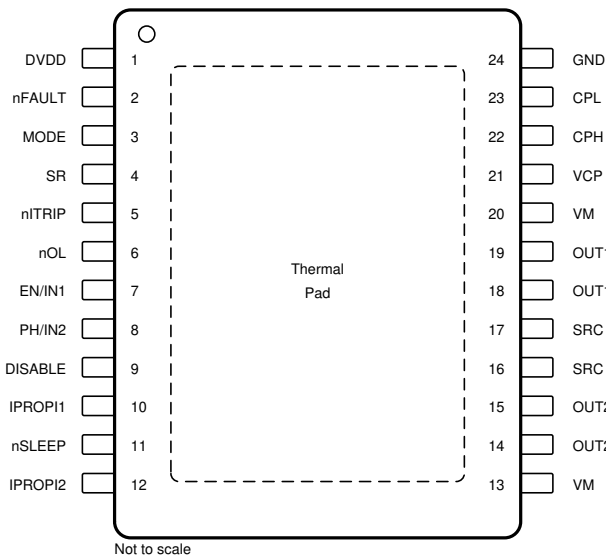 DVDD 1 24 GND
nFAULT 2 23 CPL
MODE 3 22 CPH
SR 4 21 VCP
nITRIP 5 20 VM
nOL 6 19 OUT1
Thermal
EN/IN1 7 18 OUT1
Pad
PH/IN2 8 17 SRC
DISABLE 9 16 SRC
IPROPI1 10 15 OUT2
nSLEEP 11 14 OUT2
IPROPI2 12 13 VM
Not to scale